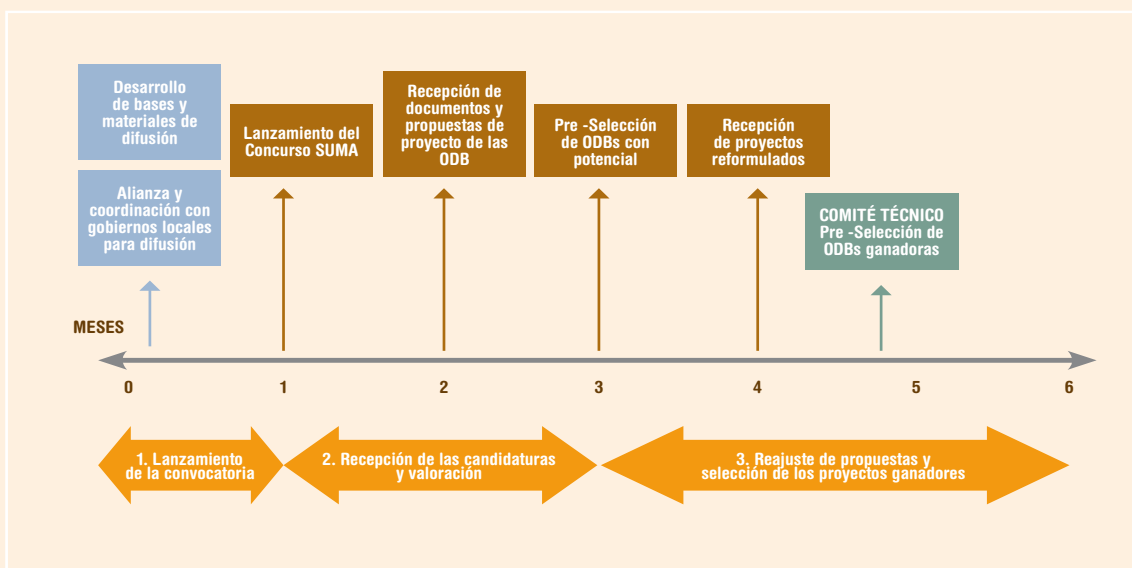 Desarrollo
de bases y
materiales de
difusión
Alianza y
coordinación con
gobiernos locales
para difusión
Lanzamiento del
Concurso SUMA
Recepción de
documentos y
propuestas de
proyecto de las
ODB
Pre -Selección
de ODBs con
potencial
Recepción
de proyectos
reformulados
COMITÉ TÉCNICO
Pre -Selección de
ODBs ganadoras
MESES
0
1
2
3
4
5
6
1. Lanzamiento
de la convocatoria
2. Recepción de las candidaturas
y valoración
3. Reajuste de propuestas y
selección de los proyectos ganadores